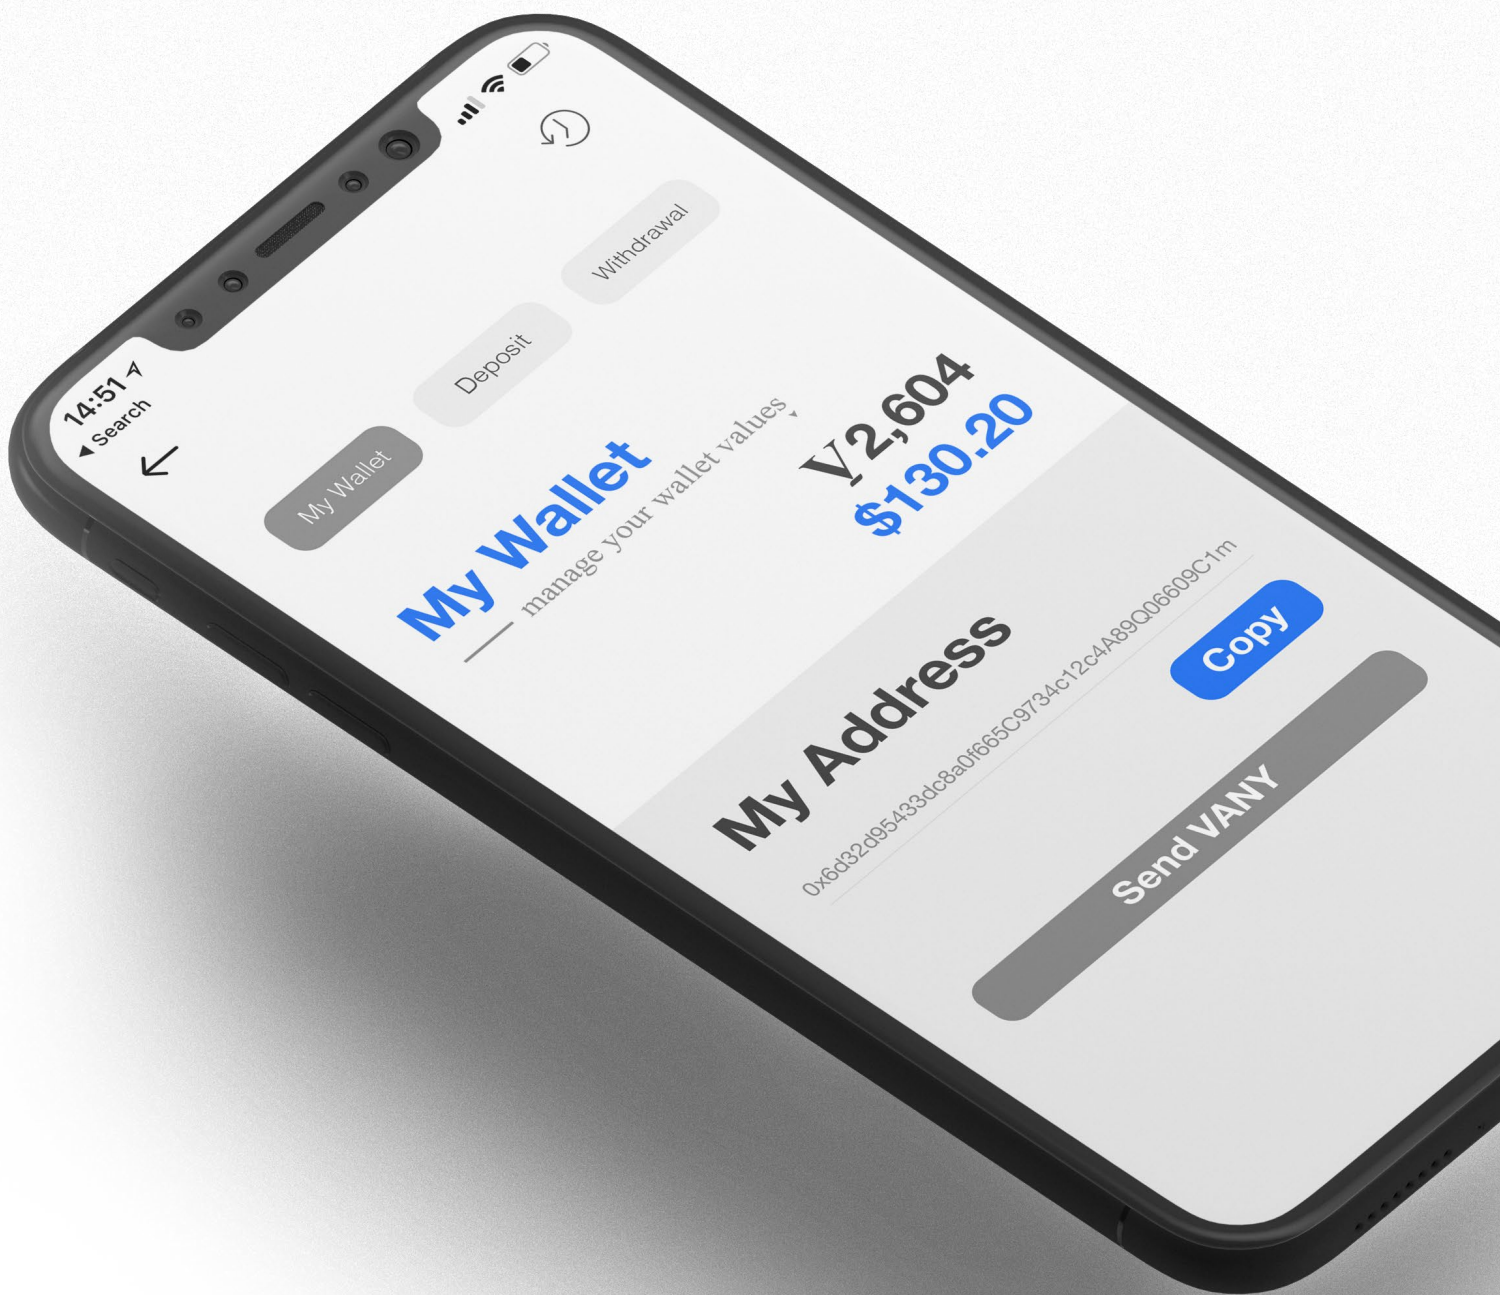 14:51
Search
My Wallet
Deposit
Withdrawal
My Wallet
manage your wallet values
V2,604
$130.20
My Address
0x6d32d95433dc8a0f665C9734c12c4A89Q06609C1m
Copy
Send VANY